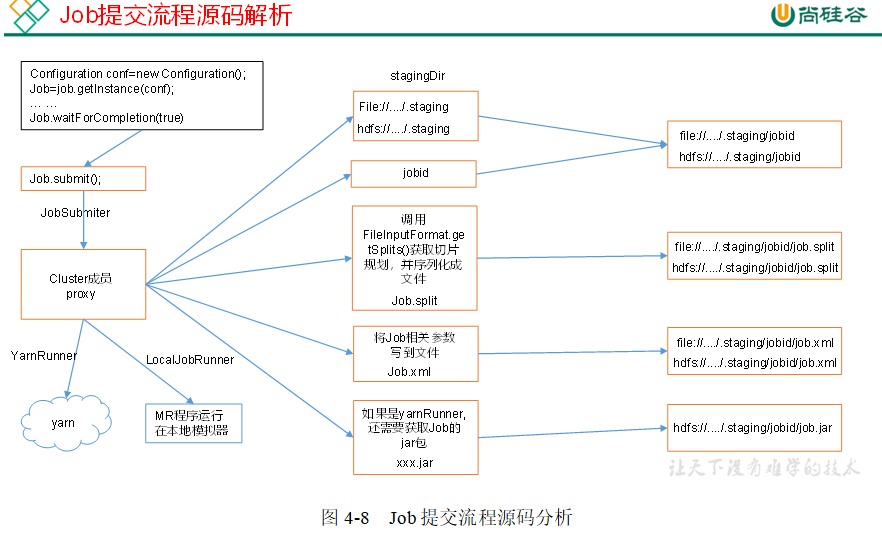 Job提交流程源码解析
尚硅谷
Configuration conf=new Configuration();
Job=job.getInstance(conf);
… …
Job.waitForCompletion(true)
Job.submit();
JobSubmiter
Cluster成员
proxy
YarnRunner
LocalJobRunner
yarn
MR程序运行
在本地模拟器
stagingDir
File://..../.staging
hdfs://..../.staging
jobid
调用
FileInputFormat.ge
tSplits()获取切片
规划，并序列化成
文件
Job.split
将Job相关参数
写到文件
Job.xml
如果是yarnRunner,
还需要获取Job的
jar包
xxx.jar
file://..../.staging/jobid
hdfs://..../.staging/jobid
file://..../.staging/jobid/job.split
hdfs://..../.staging/jobid/job.split
file://..../.staging/jobid/job.xml
hdfs://..../.staging/jobid/job.xml
hdfs://..../.staging/jobid/job.jar
让天下没有难学的技术
图 4-8 Job 提交流程源码分析